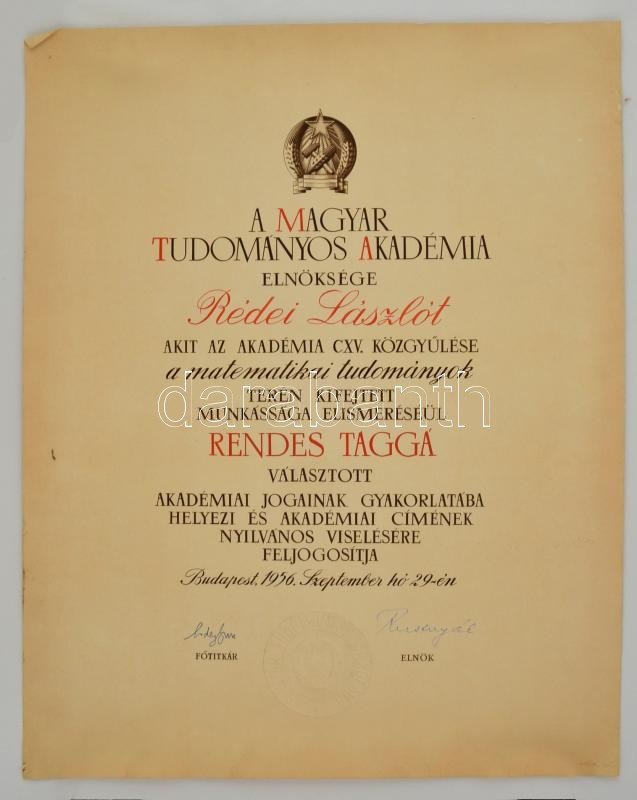 A MAGYAR
TUDOMÁNYOS AKADÉMIA
ELNÖKSÉGE
Rédei Lászlót
AKIT AZ AKADÉMIA CXV. KÖZGYŰLÉSE
a matematikai tudományok
TERÉN KIFEJTETT
MUNKÁSSÁGA ELISMERÉSEÜL
RENDES TAGGÁ
VÁLASZTOTT
AKADÉMIAI JOGAINAK GYAKORLATÁBA
HELYEZI ÉS AKADÉMIAI CÍMÉNEK
NYILVÁNOS VISELÉSÉRE
FELJOGOSÍTJA
Budapest, 1956. Szeptember hó 29-én
FŐTITKÁR
ELNÖK
darabanth